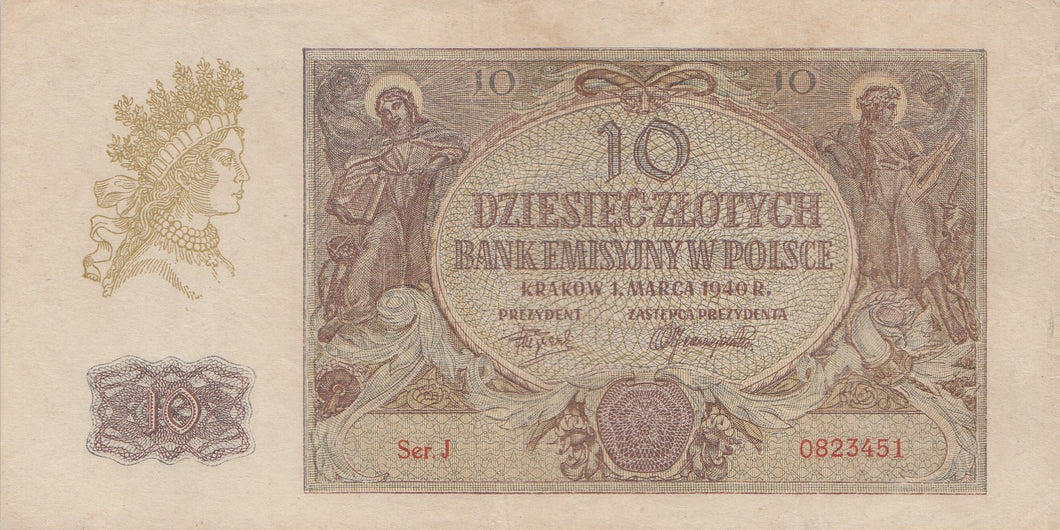 10 10
10
DZIESIĘĆ·ZŁOTYCH
BANK EMISYJNY W POLSCE
KRAKÓW 1. MARCA 1940 R.
PREZYDENT ZASTĘPCA PREZYDENTA
10
Ser. J 0823451